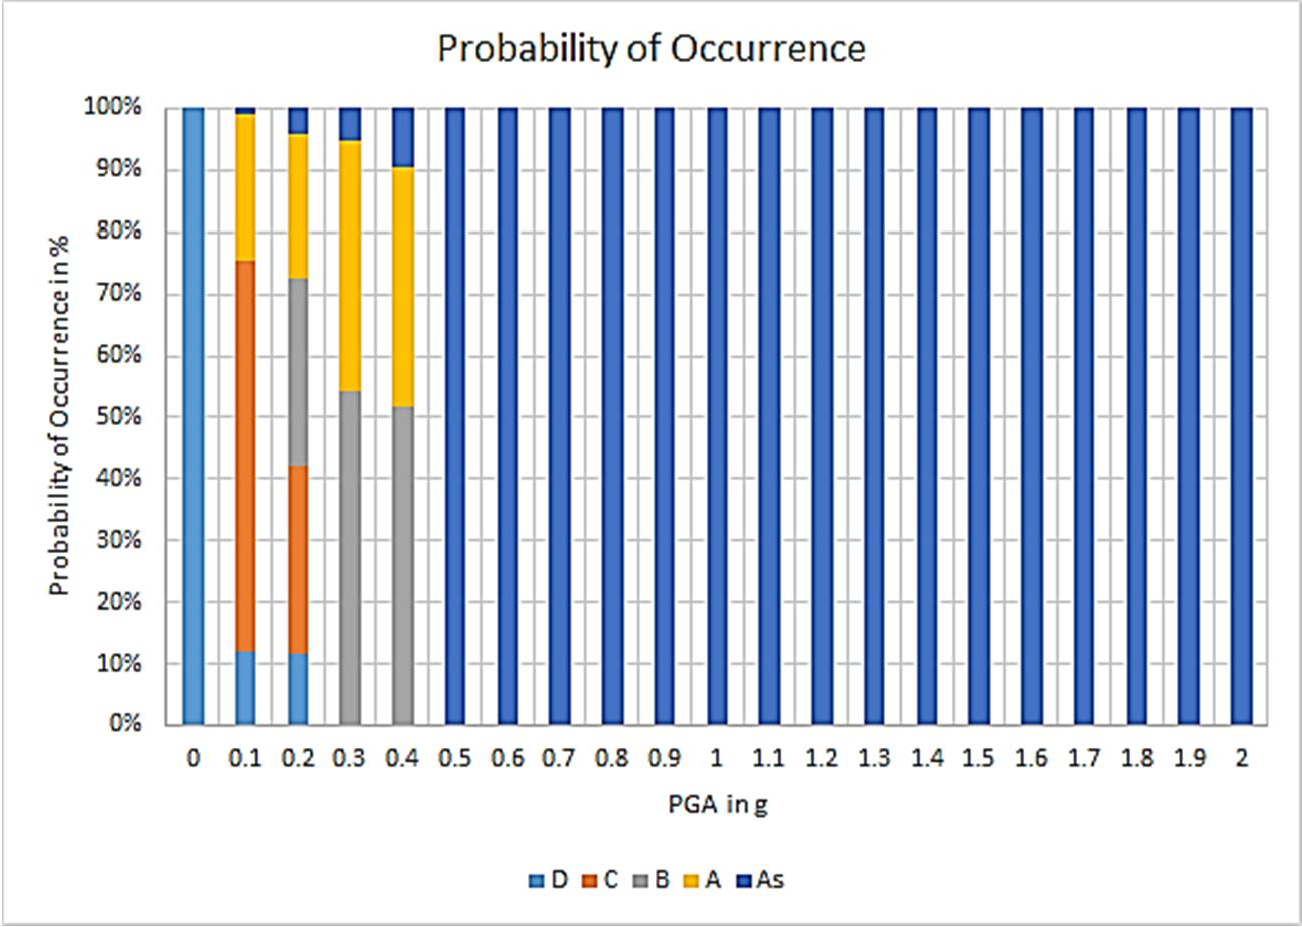 Probability of Occurrence
Probability of Occurrence in %
100%
90%
80%
70%
60%
50%
40%
30%
20%
10%
0%
0 0.1 0.2 0.3 0.4 0.5 0.6 0.7 0.8 0.9 1 1.1 1.2 1.3 1.4 1.5 1.6 1.7 1.8 1.9 2
PGA in g
D C B A As